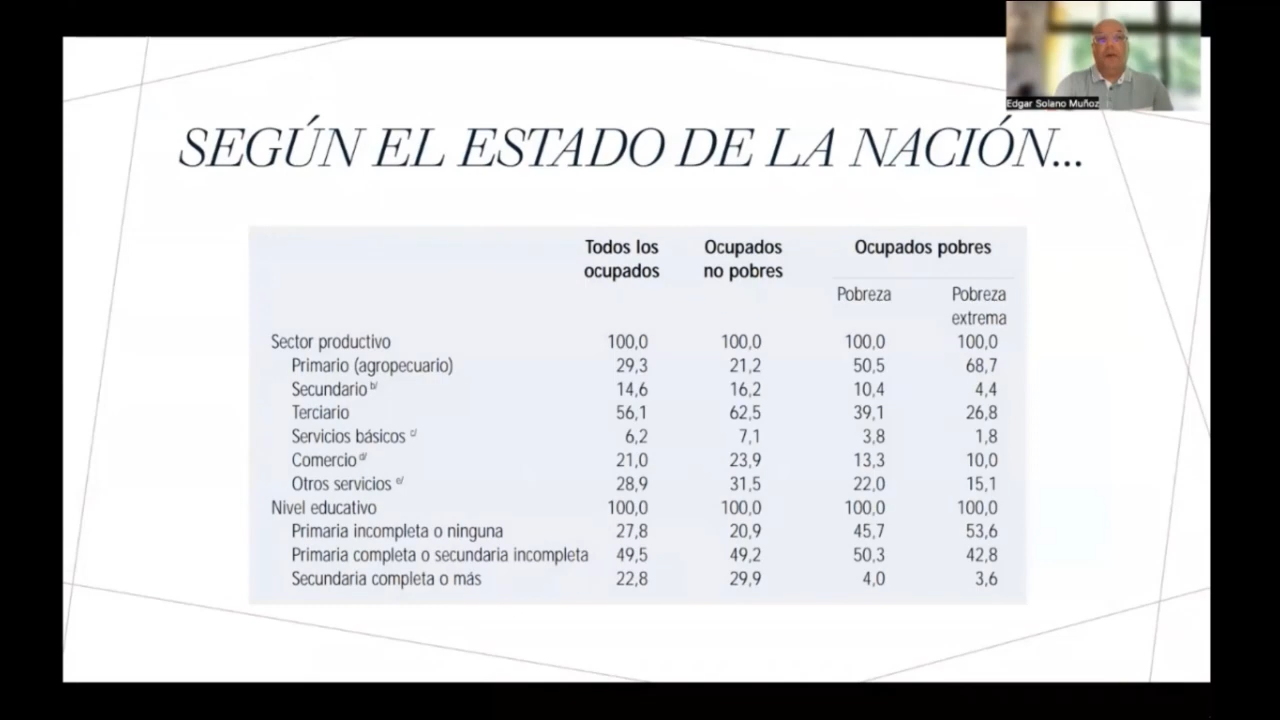 Edgar Solano Muñoz
SEGÚN EL ESTADO DE LA NACIÓN...
Todos los ocupados Ocupados no pobres Ocupados pobres
Pobreza Pobreza extrema
Sector productivo 100,0 100,0 100,0 100,0
Primario (agropecuario) 29,3 21,2 50,5 68,7
Secundario b/ 14,6 16,2 10,4 4,4
Terciario 56,1 62,5 39,1 26,8
Servicios básicos c/ 6,2 7,1 3,8 1,8
Comercio d/ 21,0 23,9 13,3 10,0
Otros servicios e/ 28,9 31,5 22,0 15,1
Nivel educativo 100,0 100,0 100,0 100,0
Primaria incompleta o ninguna 27,8 20,9 45,7 53,6
Primaria completa o secundaria incompleta 49,5 49,2 50,3 42,8
Secundaria completa o más 22,8 29,9 4,0 3,6